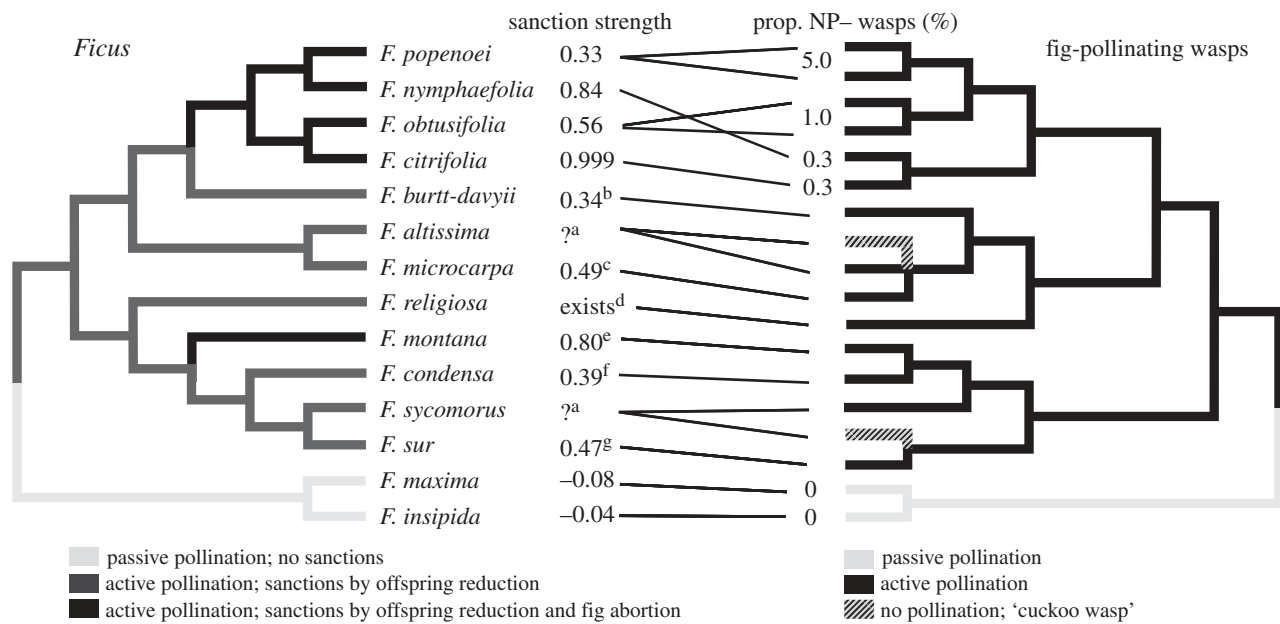 Ficus
sanction strength
prop. NP– wasps (%)
fig-pollinating wasps
F. popenoei 0.33 5.0
F. nymphaefolia 0.84
F. obtusifolia 0.56 1.0
F. citrifolia 0.999 0.3
F. burtt-davyii 0.34b 0.3
F. altissima ?a
F. microcarpa 0.49c
F. religiosa existsd
F. montana 0.80e
F. condensa 0.39f
F. sycomorus ?a
F. sur 0.47g
F. maxima –0.08 0
F. insipida –0.04 0
passive pollination; no sanctions
active pollination; sanctions by offspring reduction
active pollination; sanctions by offspring reduction and fig abortion
passive pollination
active pollination
no pollination; ‘cuckoo wasp’